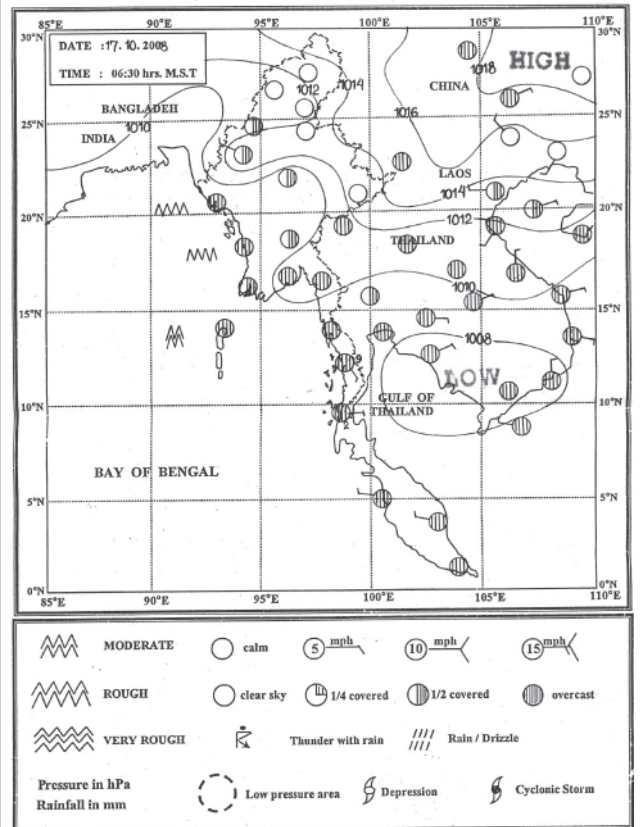 85°E 90°E 95°E 100°E 105°E 110°E
30°N 30°N
DATE :17.10.2008
TIME : 06:30 hrs. M.S.T
1018 HIGH
1012 1014 CHINA
BANGLADEH 1016
25°N 1010 25°N
INDIA
LAOS
1014
20°N 1012 20°N
THAILAND
1010
15°N 15°N
1008
9
LOW
10°N GULF OF 10°N
THAILAND
2
BAY OF BENGAL
5°N 5°N
0°N 0°N
85°E 90°E 95°E 100°E 105°E 110°E
MODERATE calm 5 mph 10 mph 15 mph
ROUGH clear sky 1/4 covered 1/2 covered overcast
VERY ROUGH Thunder with rain Rain / Drizzle
Pressure in hPa
Rainfall in mm Low pressure area Depression Cyclonic Storm